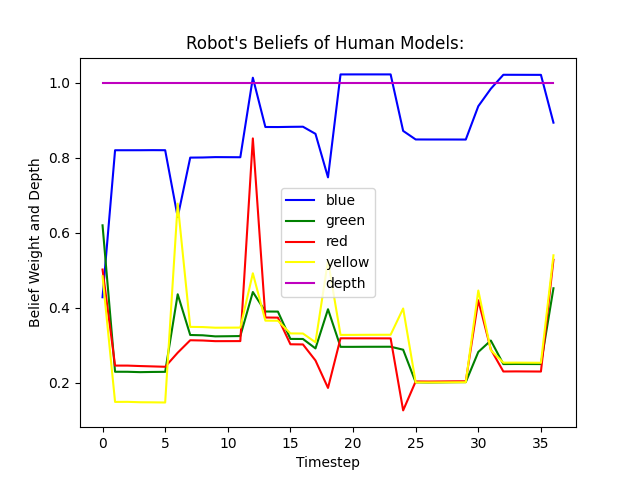 Robot's Beliefs of Human Models:
Belief Weight and Depth
1.0
0.8
0.6
0.4
0.2
blue
green
red
yellow
depth
0 5 10 15 20 25 30 35
Timestep